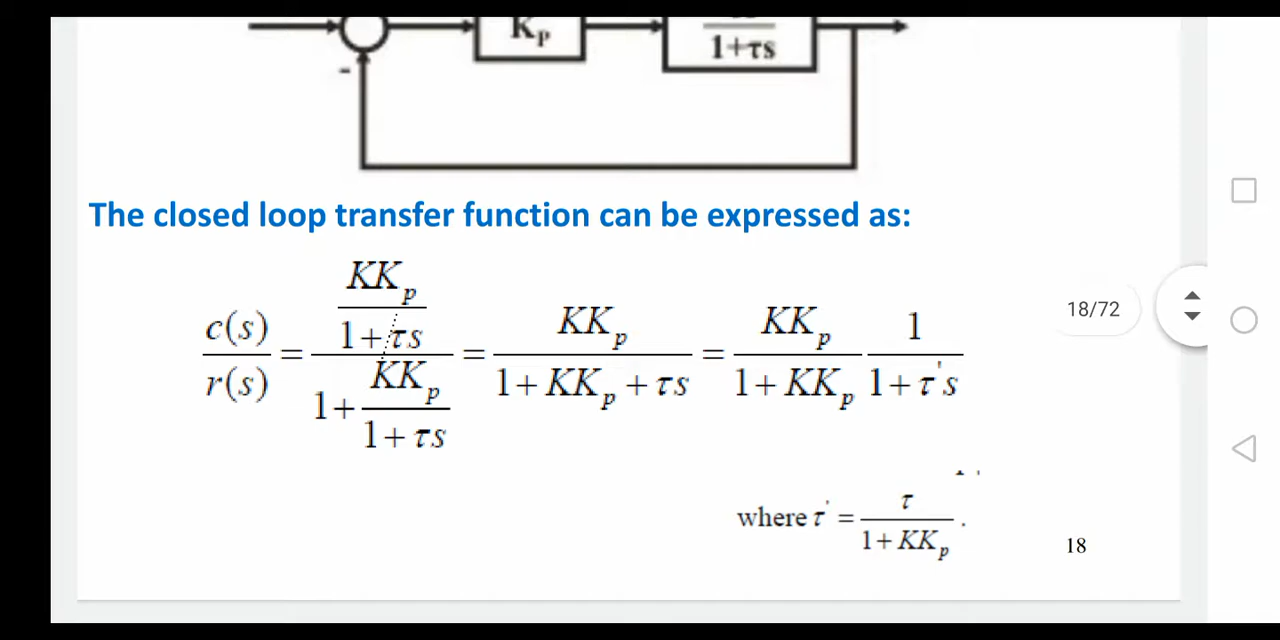 Kp
1+τs
-
The closed loop transfer function can be expressed as:
c(s)/r(s) = (KKp/(1+τs))/(1+KKp/(1+τs)) = KKp/(1+KKp+τs) = KKp/(1+KKp) 1/(1+τ's)
18/72
where τ' = τ/(1+KKp).
18